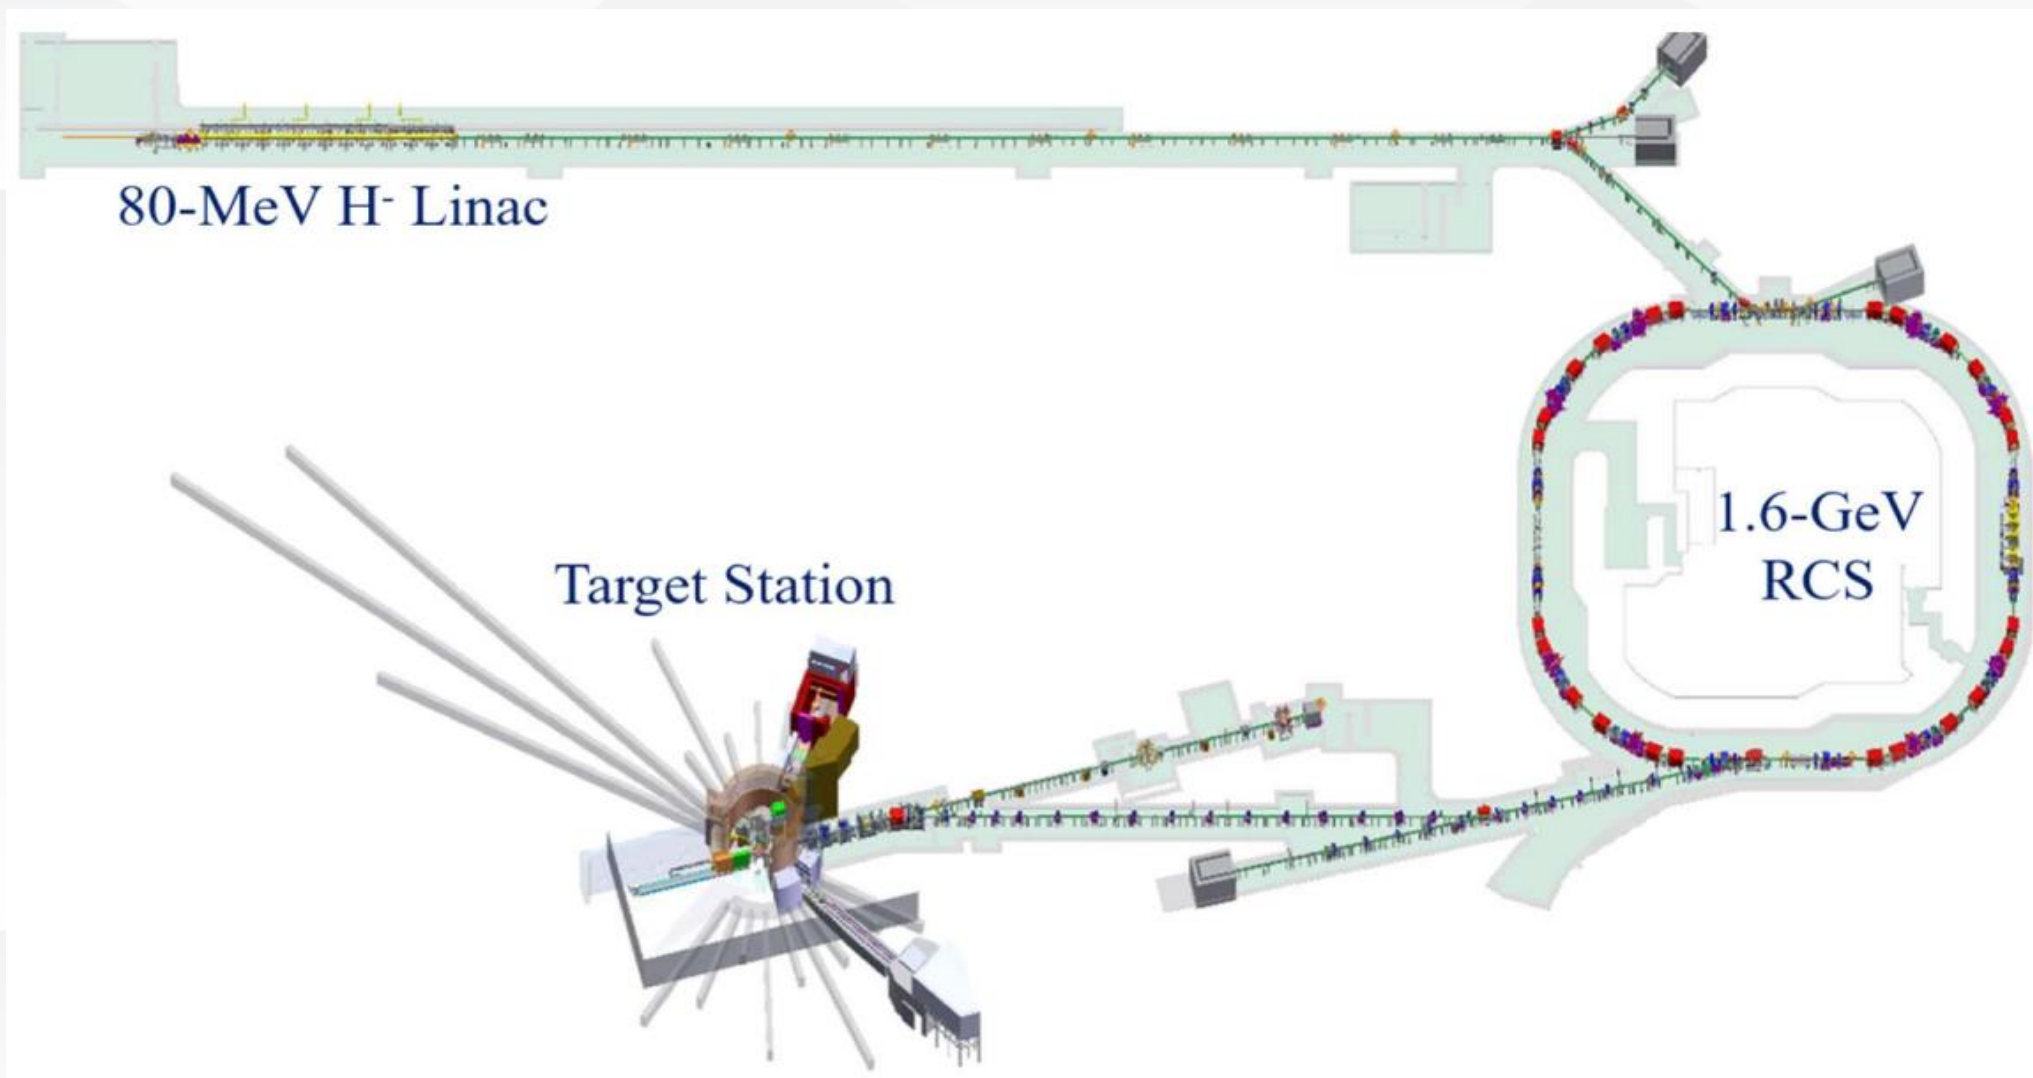 80-MeV H⁻ Linac
1.6-GeV
RCS
Target Station